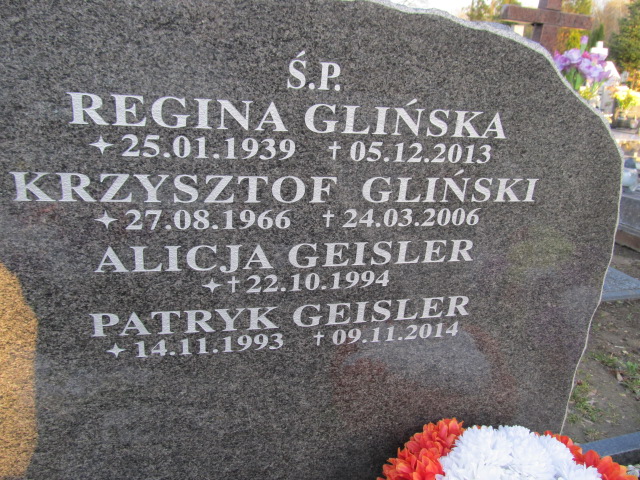 Ś.P.
REGINA GLIŃSKA
✦25.01.1939 †05.12.2013
KRZYSZTOF GLIŃSKI
✦27.08.1966 †24.03.2006
ALICJA GEISLER
✦†22.10.1994
PATRYK GEISLER
✦14.11.1993 †09.11.2014